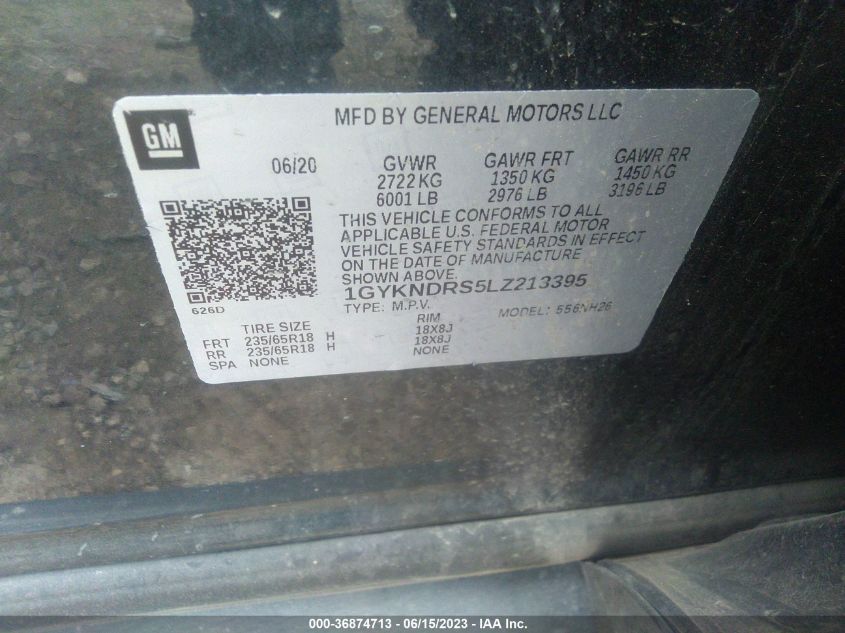 GM
MFD BY GENERAL MOTORS LLC
06/20 GVWR GAWR FRT GAWR RR
2722 KG 1350 KG 1450 KG
6001 LB 2976 LB 3196 LB
THIS VEHICLE CONFORMS TO ALL
APPLICABLE U.S. FEDERAL MOTOR
VEHICLE SAFETY STANDARDS IN EFFECT
ON THE DATE OF MANUFACTURE
SHOWN ABOVE.
1GYKNDRS5LZ213395
626D
TYPE: M.P.V. MODEL: 556NH26
TIRE SIZE RIM
FRT 235/65R18 H 18X8J
RR 235/65R18 H 18X8J
SPA NONE NONE
000-36874713 - 06/15/2023 - © IAA Inc.